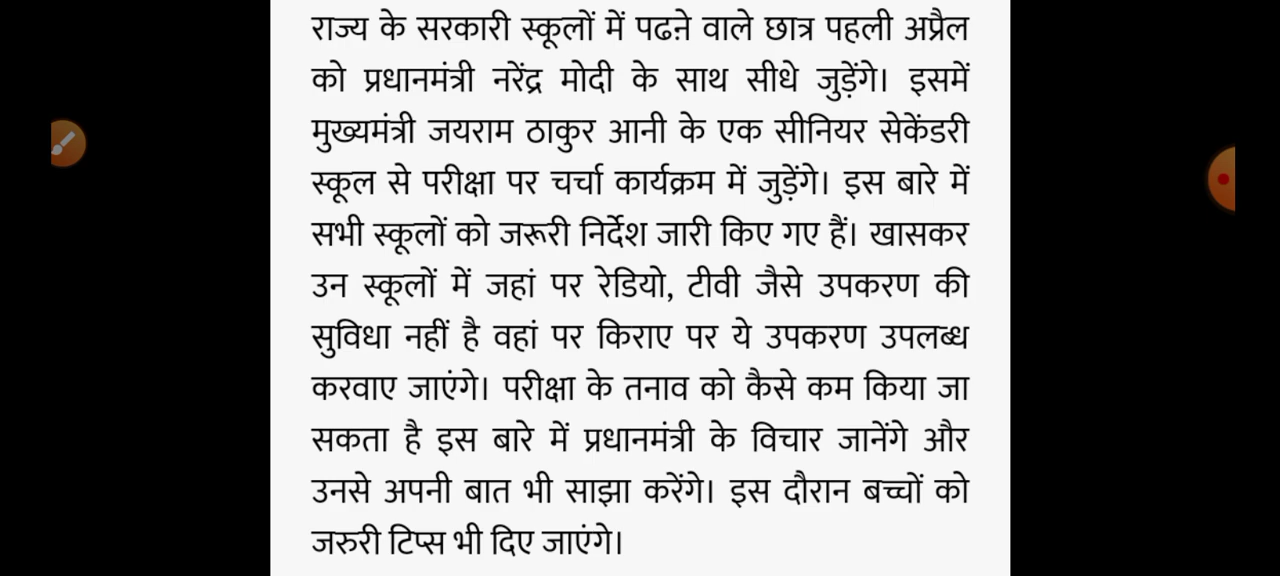 राज्य के सरकारी स्कूलों में पढऩे वाले छात्र पहली अप्रैल
को प्रधानमंत्री नरेंद्र मोदी के साथ सीधे जुड़ेंगे। इसमें
मुख्यमंत्री जयराम ठाकुर आनी के एक सीनियर सेकेंडरी
स्कूल से परीक्षा पर चर्चा कार्यक्रम में जुड़ेंगे। इस बारे में
सभी स्कूलों को जरूरी निर्देश जारी किए गए हैं। खासकर
उन स्कूलों में जहां पर रेडियो, टीवी जैसे उपकरण की
सुविधा नहीं है वहां पर किराए पर ये उपकरण उपलब्ध
करवाए जाएंगे। परीक्षा के तनाव को कैसे कम किया जा
सकता है इस बारे में प्रधानमंत्री के विचार जानेंगे और
उनसे अपनी बात भी साझा करेंगे। इस दौरान बच्चों को
जरुरी टिप्स भी दिए जाएंगे।